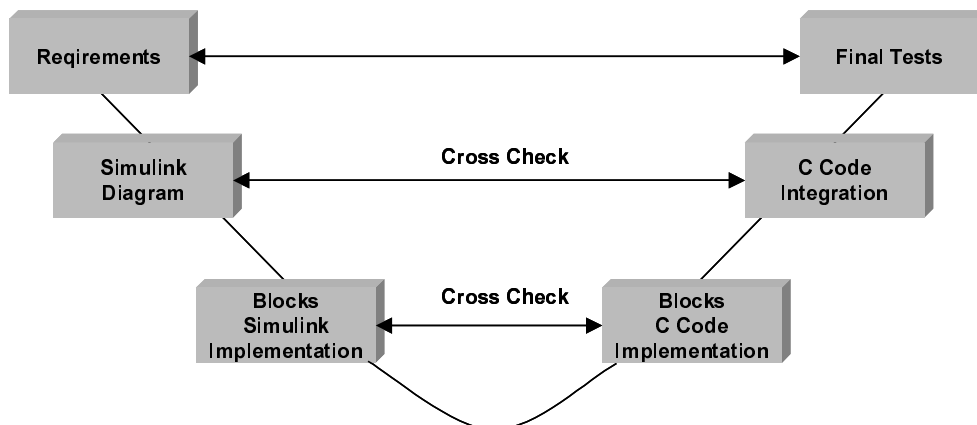 Reqirements
Final Tests
Simulink
Diagram
Cross Check
C Code
Integration
Blocks
Simulink
Implementation
Cross Check
Blocks
C Code
Implementation